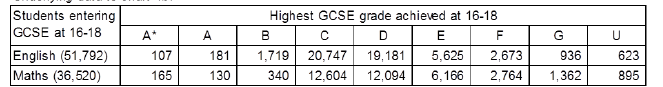 Students entering GCSE at 16-18 Highest GCSE grade achieved at 16-18
A* A B C D E F G U
English (51,792) 107 181 1,719 20,747 19,181 5,625 2,673 936 623
Maths (36,520) 165 130 340 12,604 12,094 6,166 2,764 1,362 895